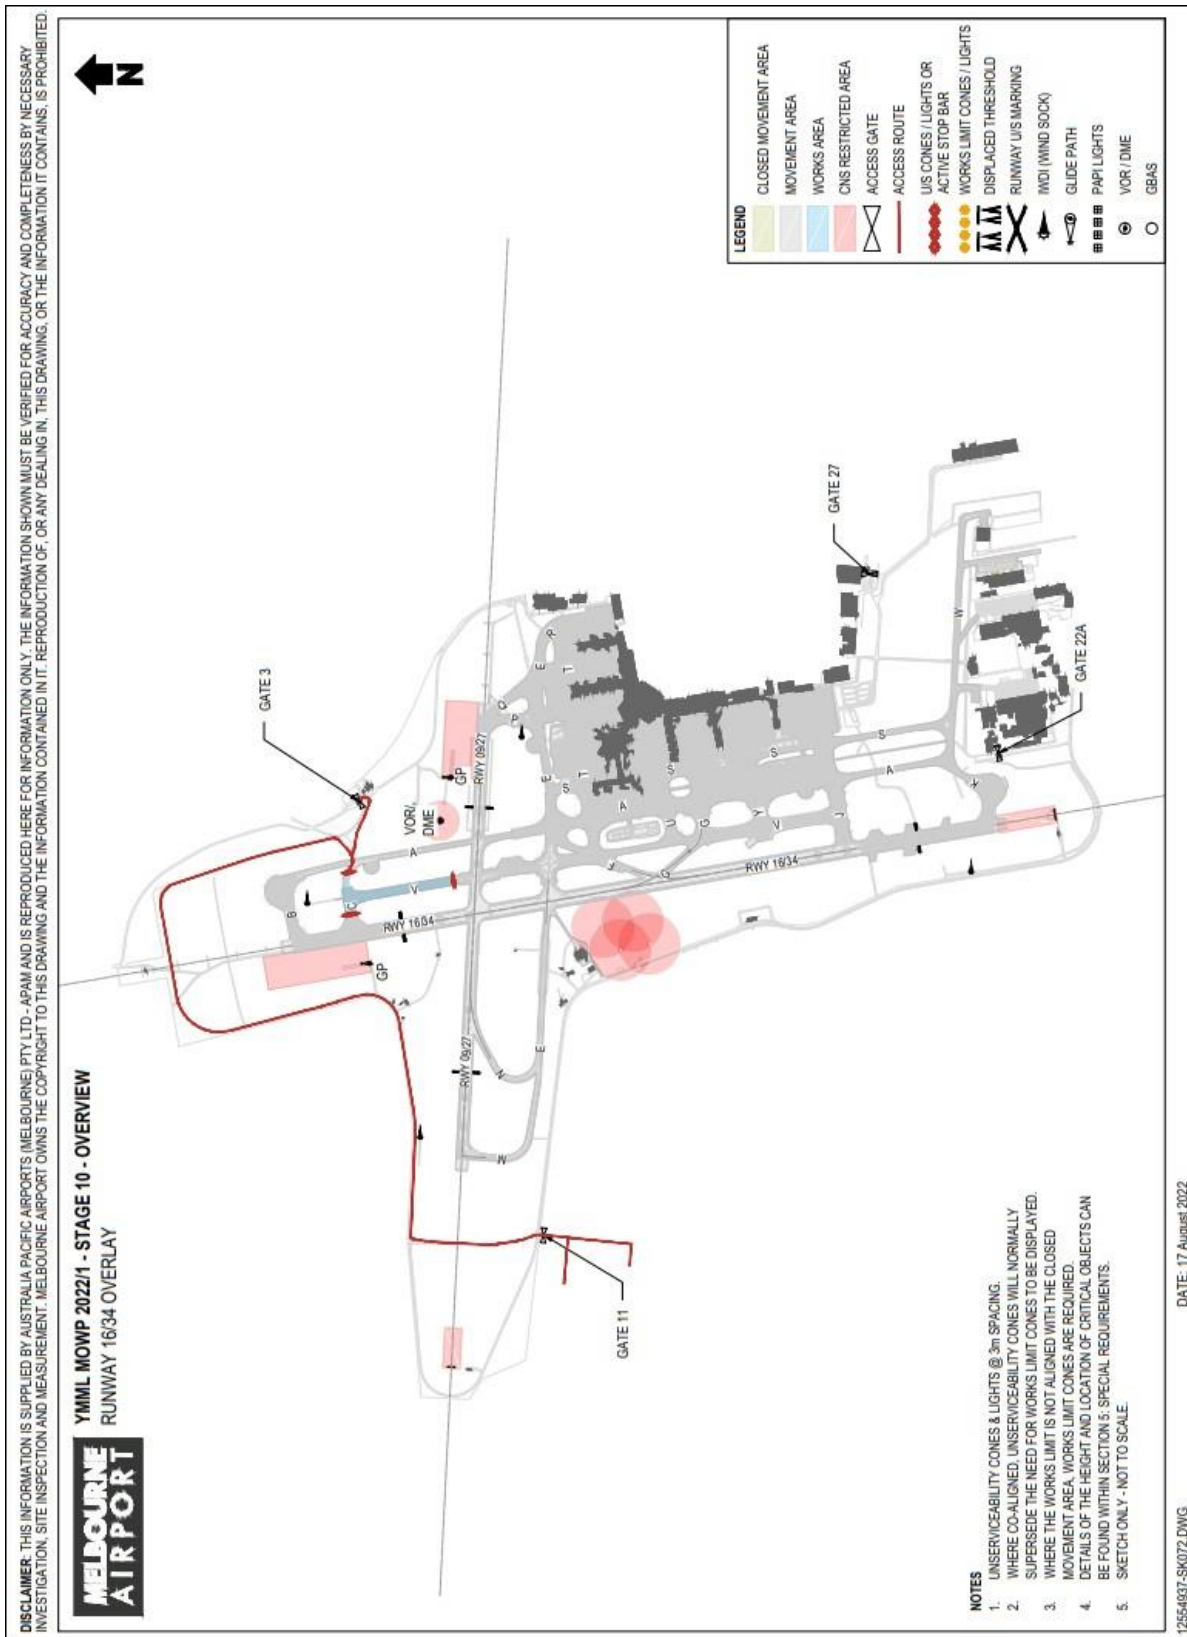 DISCLAIMER: THIS INFORMATION IS SUPPLIED BY AUSTRALIA PACIFIC AIRPORTS (MELBOURNE) PTY LTD - APAM AND IS REPRODUCED HERE FOR INFORMATION ONLY. THE INFORMATION SHOWN MUST BE VERIFIED FOR ACCURACY AND COMPLETENESS BY NECESSARY
INVESTIGATION, SITE INSPECTION AND MEASUREMENT. MELBOURNE AIRPORT OWNS THE COPYRIGHT TO THIS DRAWING AND THE INFORMATION CONTAINED IN IT. REPRODUCTION OF, OR ANY DEALING IN, THIS DRAWING, OR THE INFORMATION IT CONTAINS, IS PROHIBITED.
MELBOURNE
AIRPORT
YMML MOWP 2022/1 - STAGE 10 - OVERVIEW
RUNWAY 16/34 OVERLAY
N
GATE 3
VOR/
DME
GP
GP
B
C
A
V
RWY 16/34
RWY 09/27
RWY 09/27
Q
P
E
R
T
E
T
S
N
E
M
A
S
U
G
F
G
Y
V
S
J
RWY 16/34
A
S
K
W
GATE 11
GATE 27
GATE 22A
LEGEND
CLOSED MOVEMENT AREA
MOVEMENT AREA
WORKS AREA
CNS RESTRICTED AREA
ACCESS GATE
ACCESS ROUTE
U/S CONES / LIGHTS OR
ACTIVE STOP BAR
WORKS LIMIT CONES / LIGHTS
DISPLACED THRESHOLD
RUNWAY U/S MARKING
IWDI (WIND SOCK)
GLIDE PATH
PAPI LIGHTS
VOR / DME
GBAS
NOTES
1. UNSERVICEABILITY CONES & LIGHTS @ 3m SPACING.
2. WHERE CO-ALIGNED, UNSERVICEABILITY CONES WILL NORMALLY
SUPERSEDE THE NEED FOR WORKS LIMIT CONES TO BE DISPLAYED.
3. WHERE THE WORKS LIMIT IS NOT ALIGNED WITH THE CLOSED
MOVEMENT AREA, WORKS LIMIT CONES ARE REQUIRED.
4. DETAILS OF THE HEIGHT AND LOCATION OF CRITICAL OBJECTS CAN
BE FOUND WITHIN SECTION 5: SPECIAL REQUIREMENTS.
5. SKETCH ONLY - NOT TO SCALE.
12554937-SK072.DWG
DATE: 17 August 2022